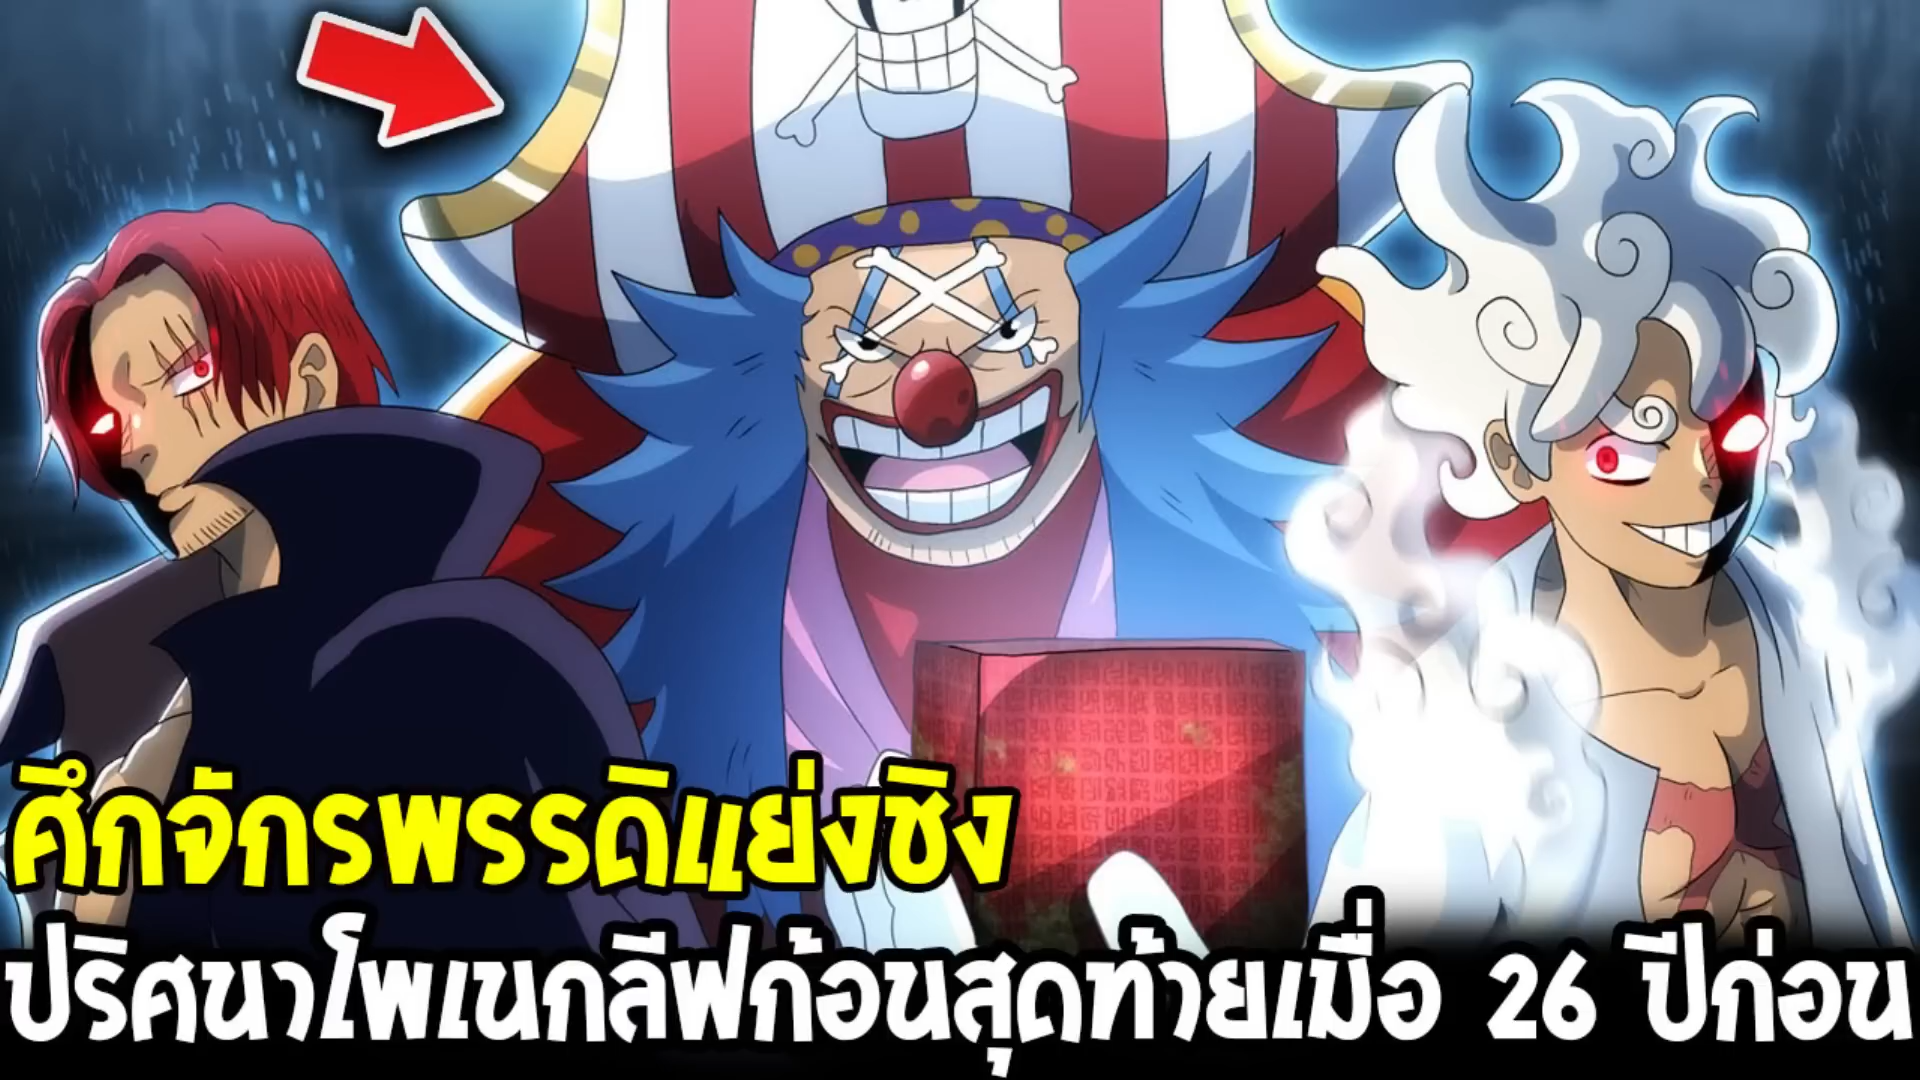 ศึกจักรพรรดิแย่งชิง
ปริศนาโพเนกลีฟก้อนสุดท้ายเมื่อ 26 ปีก่อน